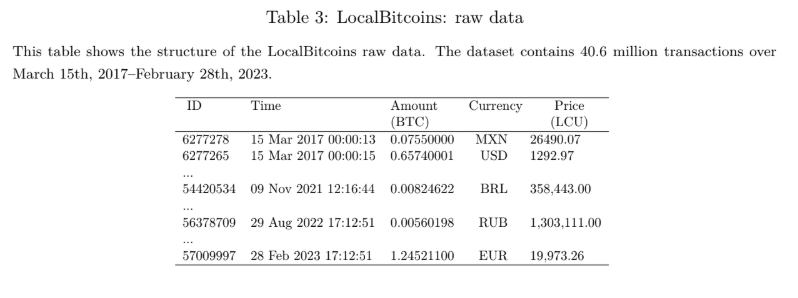 Table 3: LocalBitcoins: raw data
This table shows the structure of the LocalBitcoins raw data. The dataset contains 40.6 million transactions over
March 15th, 2017–February 28th, 2023.
ID Time Amount Currency Price
(BTC) (LCU)
6277278 15 Mar 2017 00:00:13 0.07550000 MXN 26490.07
6277265 15 Mar 2017 00:00:15 0.65740001 USD 1292.97
...
54420534 09 Nov 2021 12:16:44 0.00824622 BRL 358,443.00
...
56378709 29 Aug 2022 17:12:51 0.00560198 RUB 1,303,111.00
...
57009997 28 Feb 2023 17:12:51 1.24521100 EUR 19,973.26